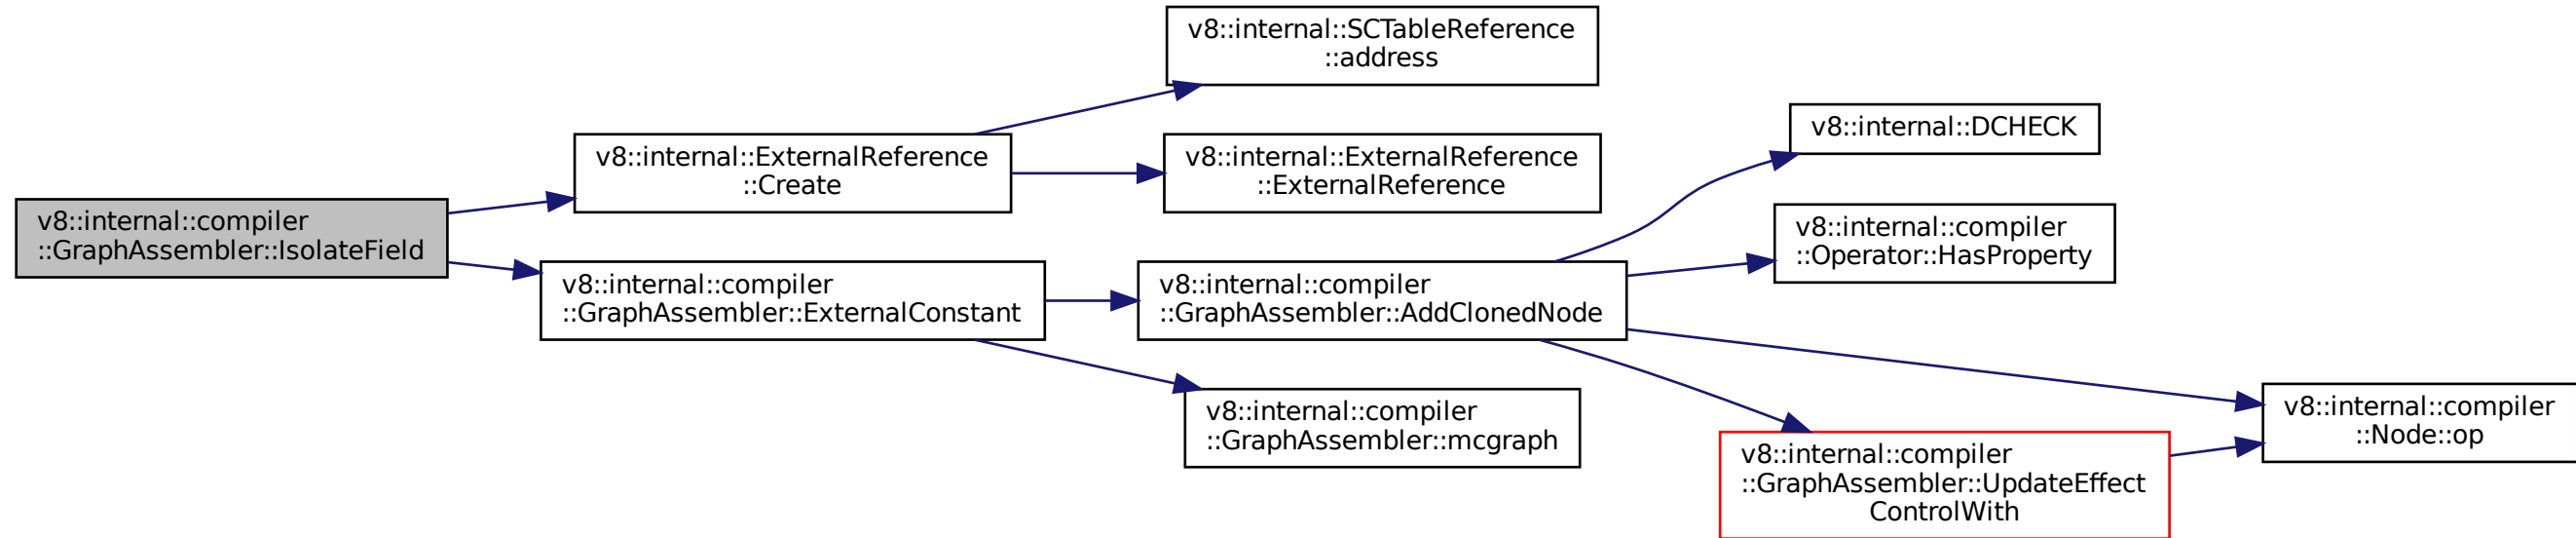 v8::internal::compiler
::GraphAssembler::IsolateField
v8::internal::ExternalReference
::Create
v8::internal::SCTableReference
::address
v8::internal::ExternalReference
::ExternalReference
v8::internal::compiler
::GraphAssembler::ExternalConstant
v8::internal::compiler
::GraphAssembler::AddClonedNode
v8::internal::DCHECK
v8::internal::compiler
::Operator::HasProperty
v8::internal::compiler
::Node::op
v8::internal::compiler
::GraphAssembler::UpdateEffect
ControlWith
v8::internal::compiler
::GraphAssembler::mcgraph